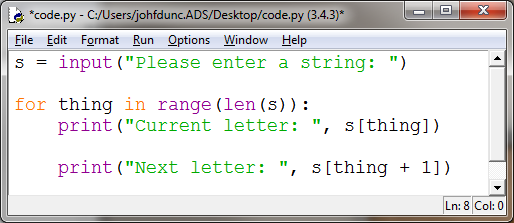 *code.py - C:/Users/johfdunc.ADS/Desktop/code.py (3.4.3)*
File Edit Format Run Options Window Help
s = input("Please enter a string: ")
for thing in range(len(s)):
    print("Current letter: ", s[thing])
    print("Next letter: ", s[thing + 1])
Ln: 8 Col: 0